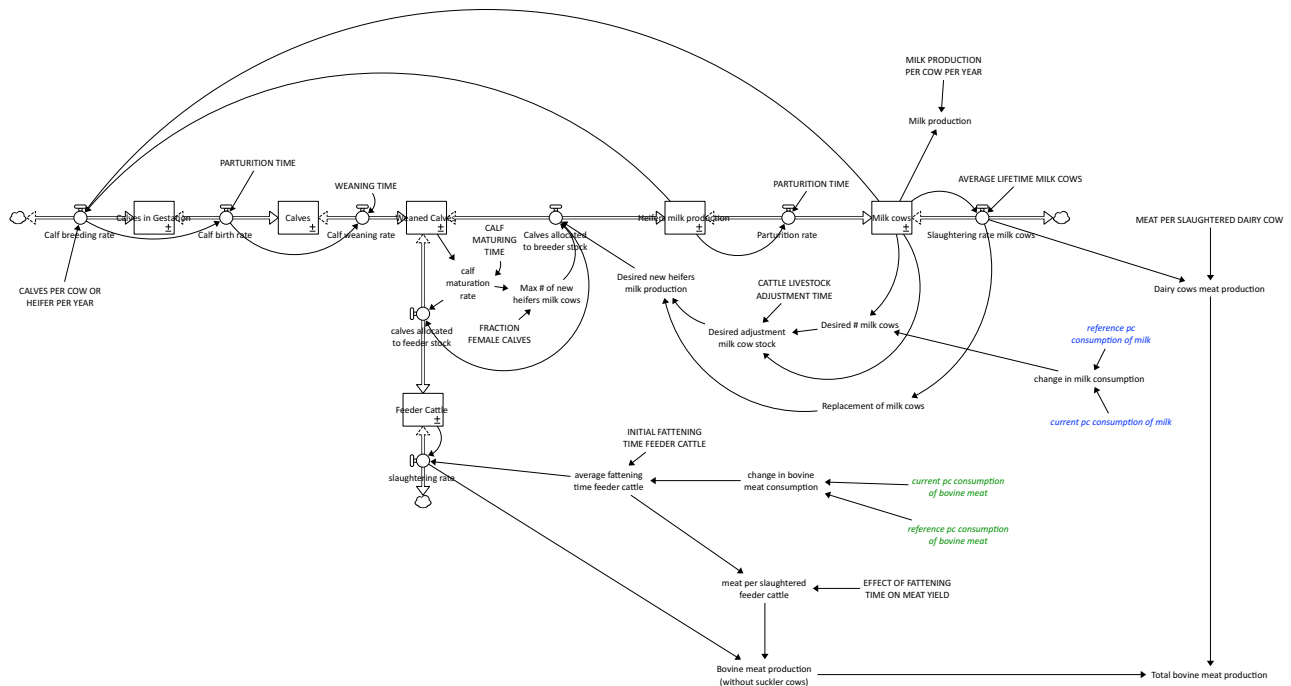 MILK PRODUCTION
PER COW PER YEAR
Milk production
PARTURITION TIME
WEANING TIME
PARTURITION TIME
AVERAGE LIFETIME MILK COWS
Calves in Gestation
Calves
Weaned Calves
Heifers milk production
Milk cows
MEAT PER SLAUGHTERED DAIRY COW
Calf breeding rate
Calf birth rate
Calf weaning rate
Calves allocated
to breeder stock
Parturition rate
Slaughtering rate milk cows
CALF
MATURING
TIME
calf
maturation
rate
Max # of new
heifers milk cows
Desired new heifers
milk production
CATTLE LIVESTOCK
ADJUSTMENT TIME
Dairy cows meat production
CALVES PER COW OR
HEIFER PER YEAR
calves allocated
to feeder stock
FRACTION
FEMALE CALVES
Desired adjustment
milk cow stock
Desired # milk cows
reference pc
consumption of milk
change in milk consumption
Feeder Cattle
Replacement of milk cows
current pc consumption of milk
INITIAL FATTENING
TIME FEEDER CATTLE
slaughtering rate
average fattening
time feeder cattle
change in bovine
meat consumption
current pc consumption
of bovine meat
reference pc consumption
of bovine meat
meat per slaughtered
feeder cattle
EFFECT OF FATTENING
TIME ON MEAT YIELD
Bovine meat production
(without suckler cows)
Total bovine meat production